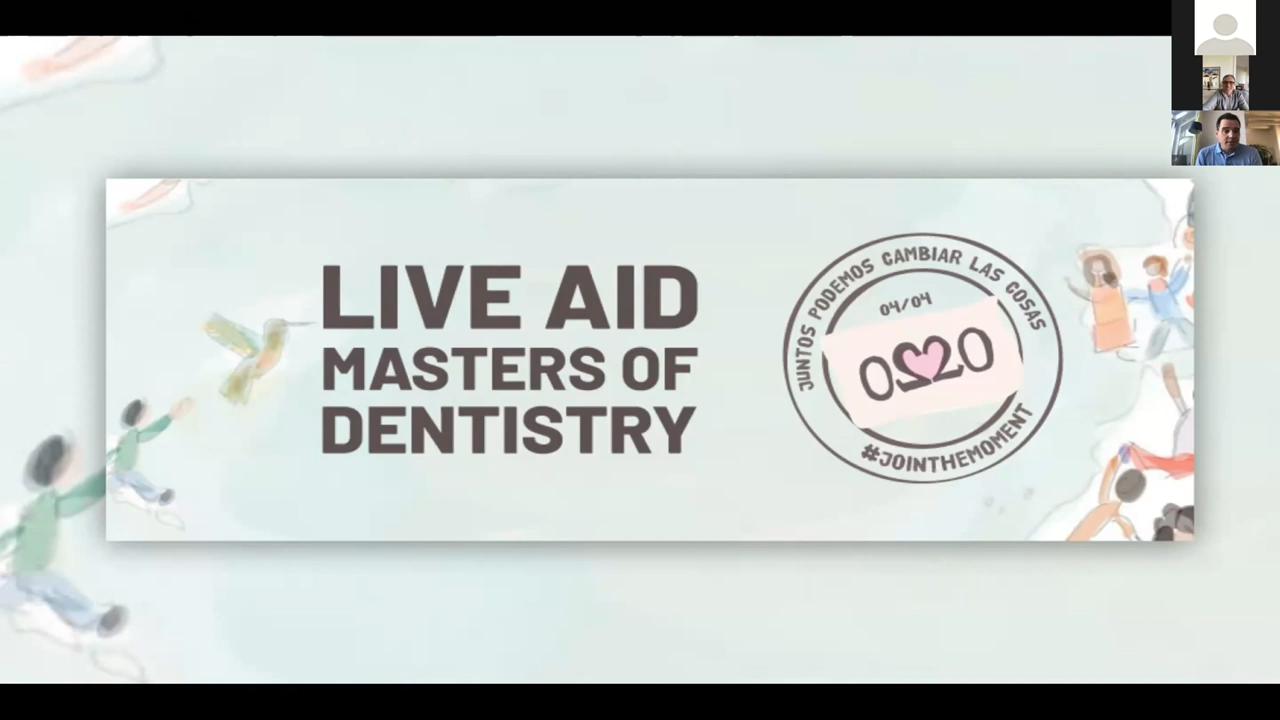 LIVE AID
MASTERS OF
DENTISTRY
JUNTOS PODEMOS CAMBIAR LAS COSAS
04/04
0220
#JOINTHEMOMENT